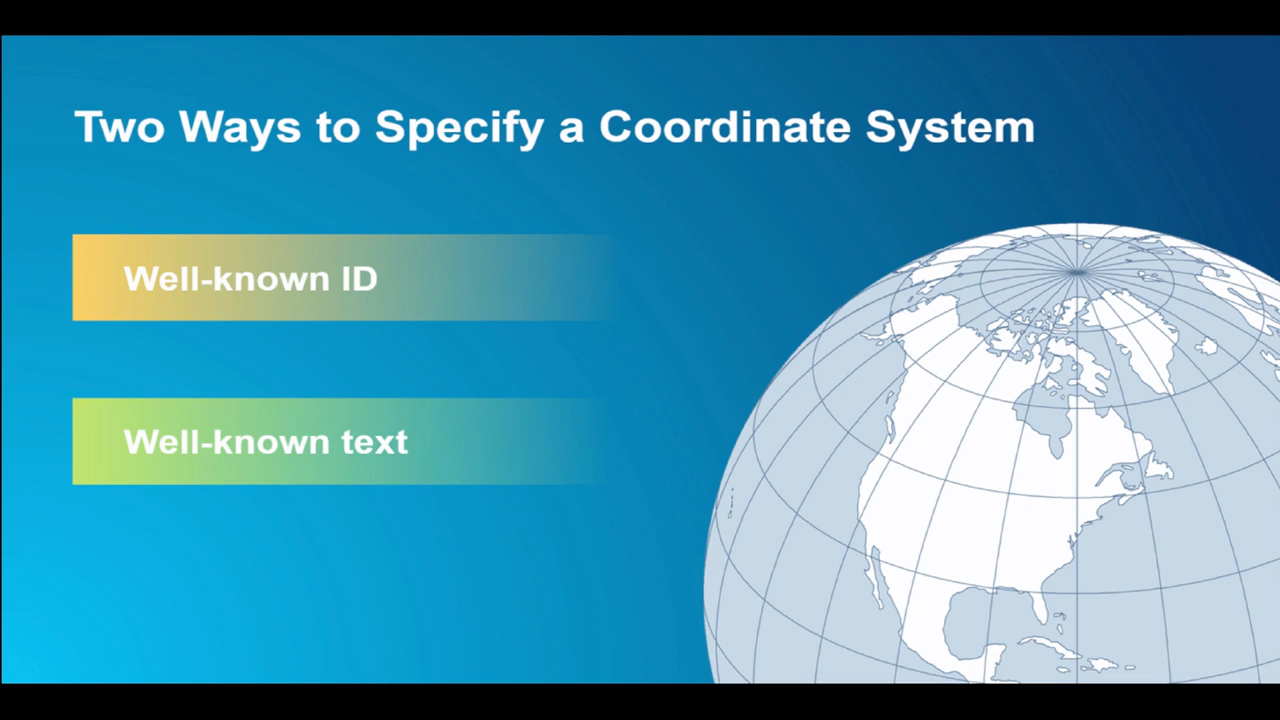 Two Ways to Specify a Coordinate System
Well-known ID
Well-known text